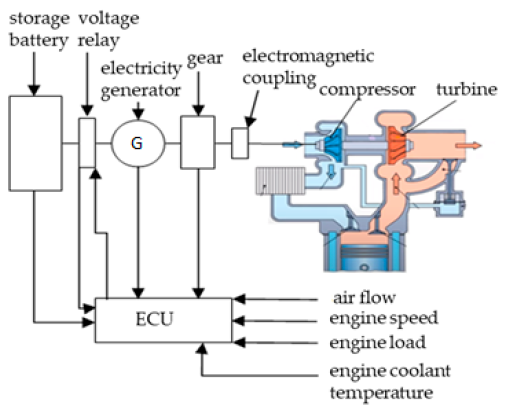 storage voltage
battery relay
electricity
generator
gear
electromagnetic
coupling
compressor
turbine
G
ECU
air flow
engine speed
engine load
engine coolant
temperature